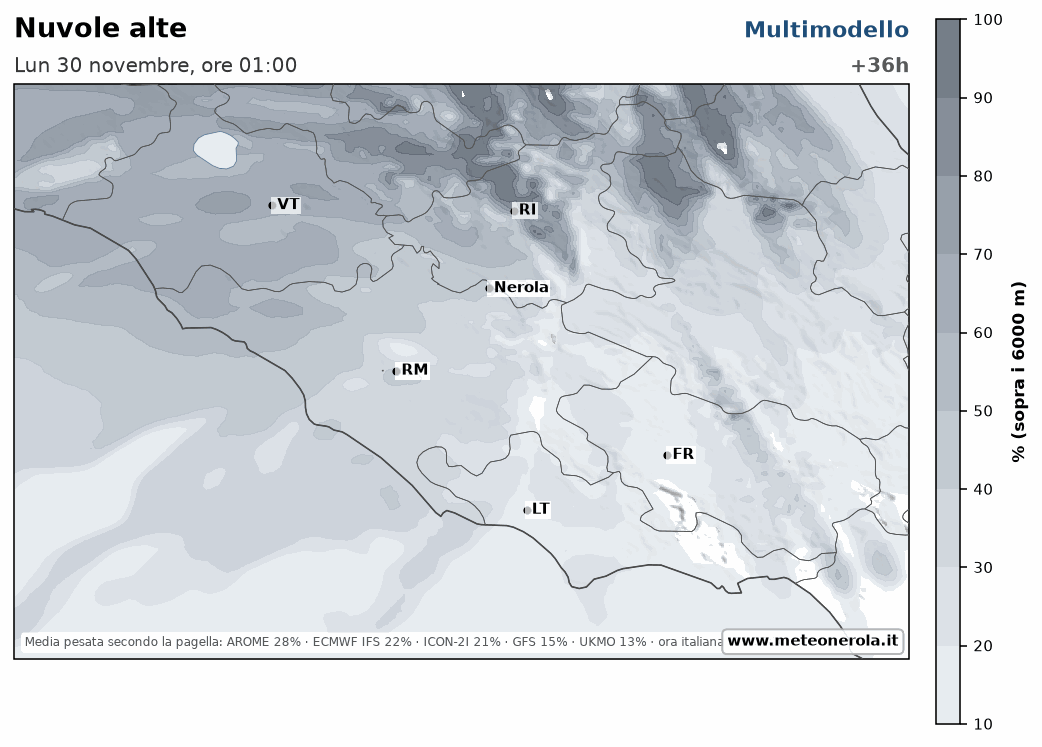 Nuvole alte
Multimodello
Lun 30 novembre, ore 01:00
+36h
100
90
80
70
60
50
40
30
20
10
% (sopra i 6000 m)
VT
RI
Nerola
RM
FR
LT
Media pesata secondo la pagella: AROME 28% · ECMWF IFS 22% · ICON-2I 21% · GFS 15% · UKMO 13% · ora italiana
www.meteonerola.it